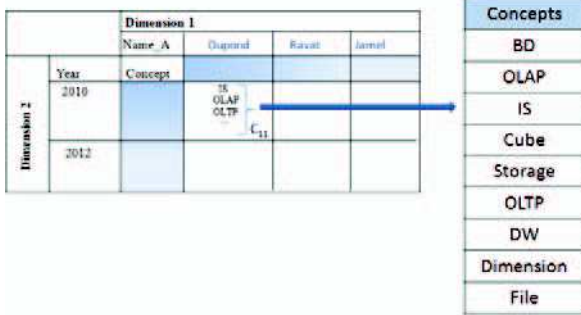 Dimension 1
Name_A Dupond Ravat Jamel
Year Concept
Dimension 2
2010
IS
OLAP
OLTP
...
C11
2012
Concepts
BD
OLAP
IS
Cube
Storage
OLTP
DW
Dimension
File